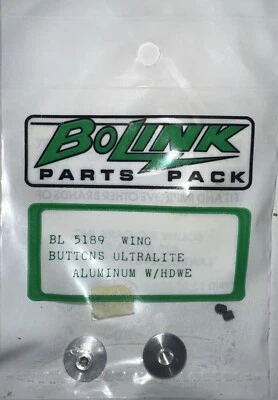 BOLINK
PARTS PACK
BL 5189 WING
BUTTONS ULTRALITE
ALUMINUM W/HDWE